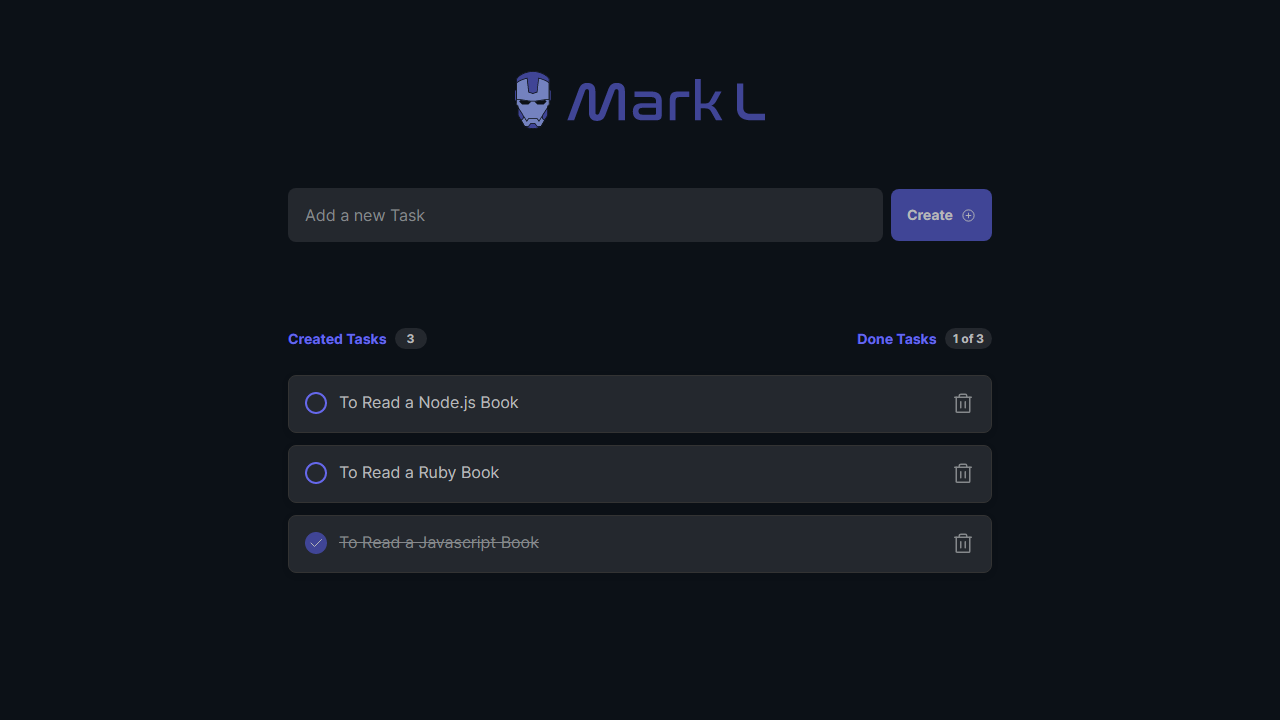 Mark L
Add a new Task
Create
Created Tasks 3
Done Tasks 1 of 3
To Read a Node.js Book
To Read a Ruby Book
To Read a Javascript Book